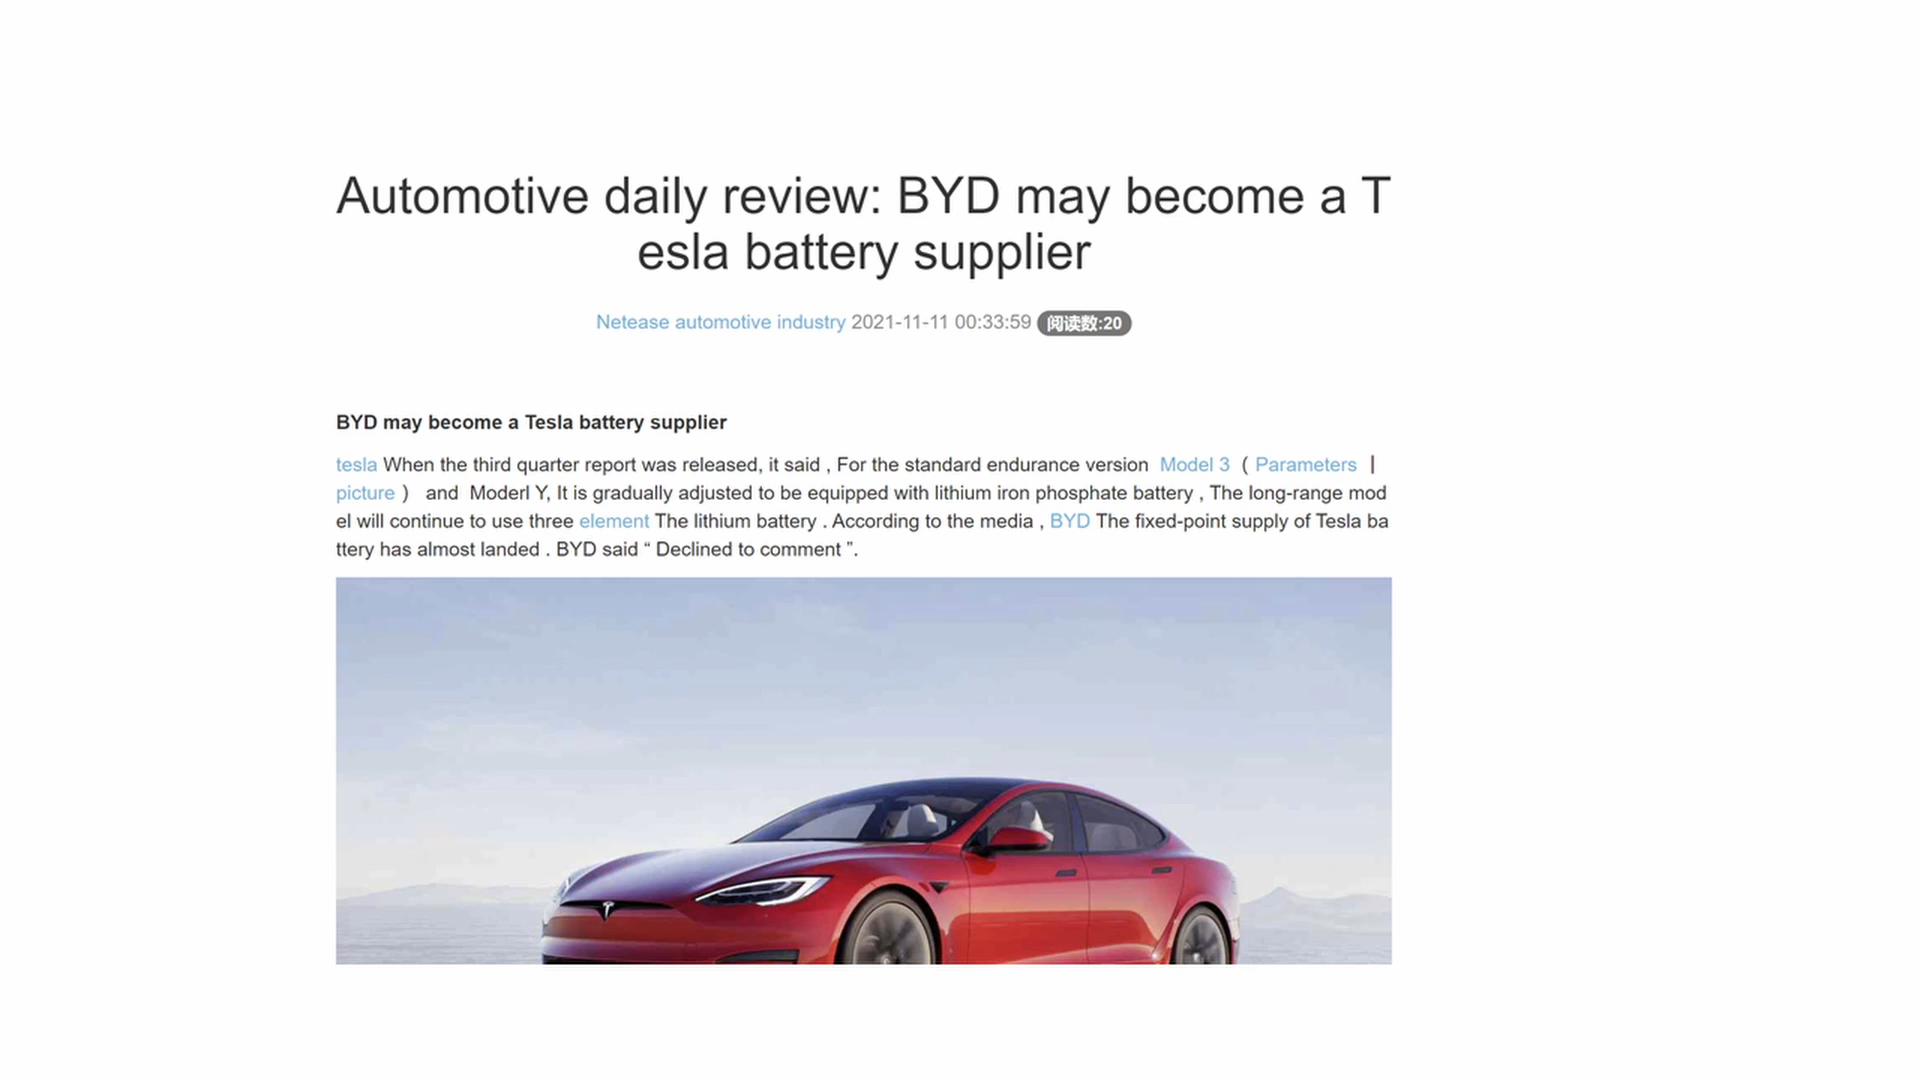 Automotive daily review: BYD may become a T
esla battery supplier
Netease automotive industry 2021-11-11 00:33:59 阅读数:20
BYD may become a Tesla battery supplier
tesla When the third quarter report was released, it said , For the standard endurance version Model 3 ( Parameters |
picture ) and Moderl Y, It is gradually adjusted to be equipped with lithium iron phosphate battery , The long-range mod
el will continue to use three element The lithium battery . According to the media , BYD The fixed-point supply of Tesla ba
ttery has almost landed . BYD said “ Declined to comment ”.